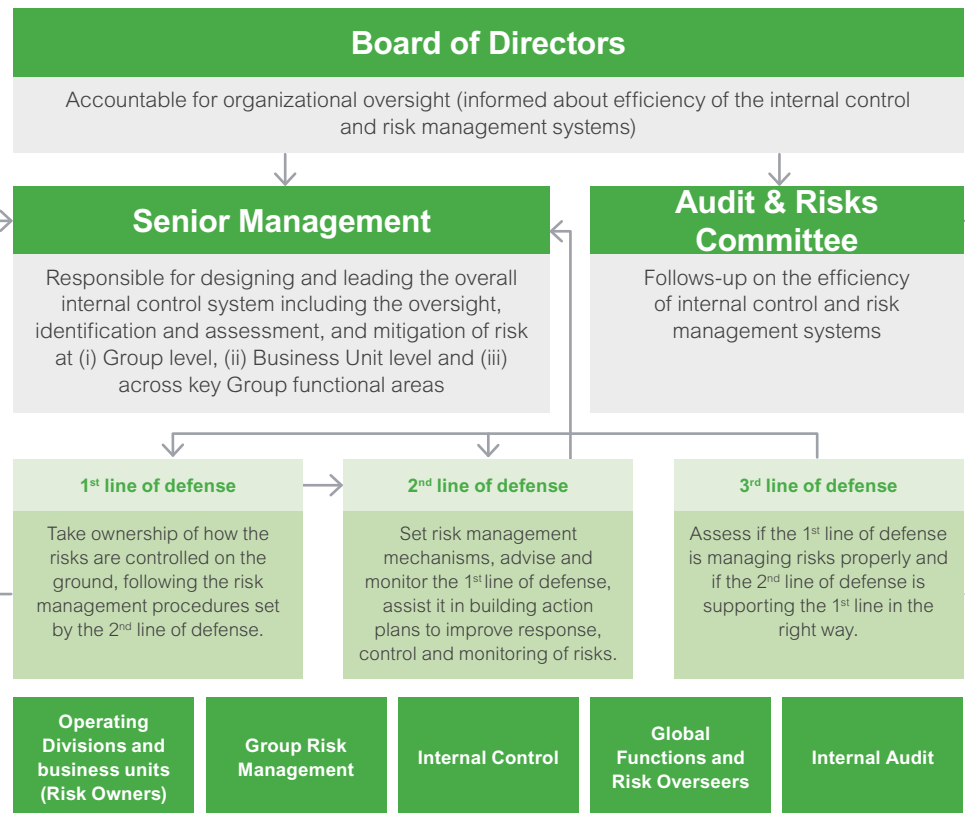 Board of Directors
Accountable for organizational oversight (informed about efficiency of the internal control
and risk management systems)
Senior Management
Responsible for designing and leading the overall
internal control system including the oversight,
identification and assessment, and mitigation of risk
at (i) Group level, (ii) Business Unit level and (iii)
across key Group functional areas
Audit & Risks
Committee
Follows-up on the efficiency
of internal control and risk
management systems
1st line of defense
Take ownership of how the
risks are controlled on the
ground, following the risk
management procedures set
by the 2nd line of defense.
2nd line of defense
Set risk management
mechanisms, advise and
monitor the 1st line of defense,
assist it in building action
plans to improve response,
control and monitoring of risks.
3rd line of defense
Assess if the 1st line of defense
is managing risks properly and
if the 2nd line of defense is
supporting the 1st line in the
right way.
Operating
Divisions and
business units
(Risk Owners)
Group Risk
Management
Internal Control
Global
Functions and
Risk Overseers
Internal Audit